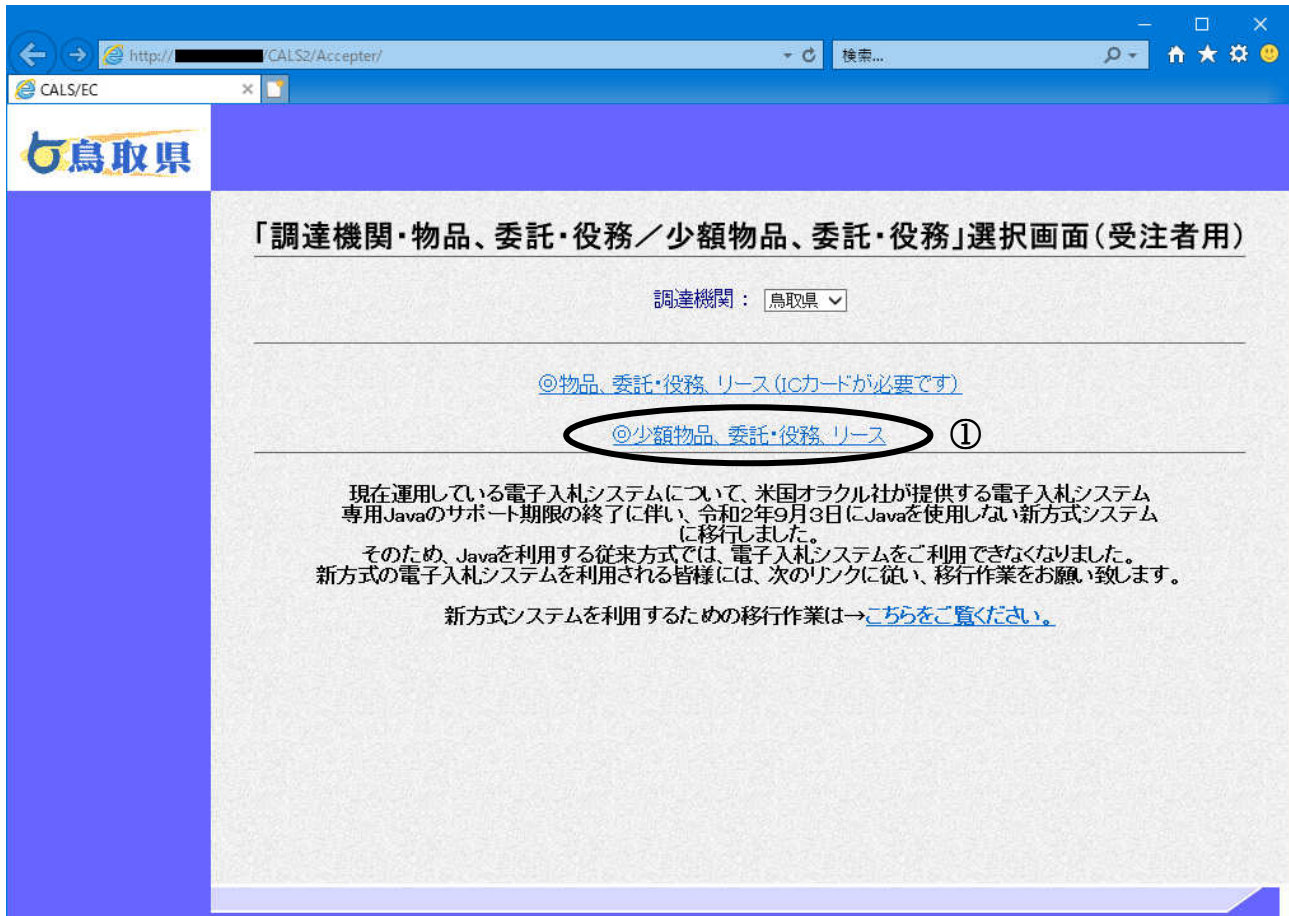 http:// /CALS2/Accepter/
検索...
CALS/EC
鳥取県
「調達機関・物品、委託・役務／少額物品、委託・役務」選択画面（受注者用）
調達機関： 鳥取県
◎物品、委託・役務、リース（ICカードが必要です）
◎少額物品、委託・役務、リース ①
現在運用している電子入札システムについて、米国オラクル社が提供する電子入札システム
専用Javaのサポート期限の終了に伴い、令和2年9月3日にJavaを使用しない新方式システム
に移行しました。
そのため、Javaを利用する従来方式では、電子入札システムをご利用できなくなりました。
新方式の電子入札システムを利用される皆様には、次のリンクに従い、移行作業をお願い致します。
新方式システムを利用するための移行作業は→こちらをご覧ください。